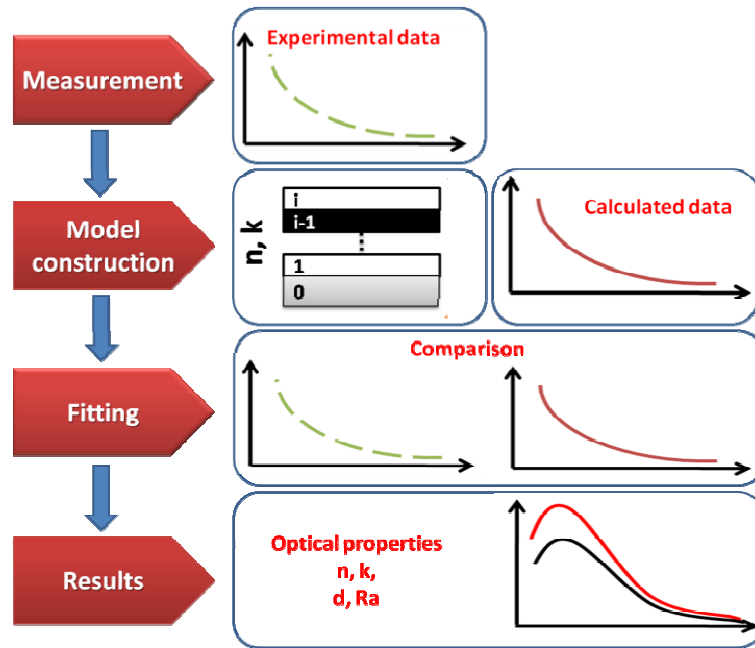 Measurement
Experimental data
Model
construction
n, k
i
i-1
1
0
Calculated data
Fitting
Comparison
Results
Optical properties
n, k,
d, Ra